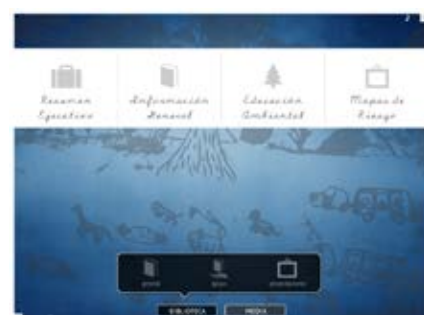 Resumen
Ejecutivo
Información
General
Educación
Ambiental
Mapas de
Riesgo
BIBLIOTECA
MEDIA